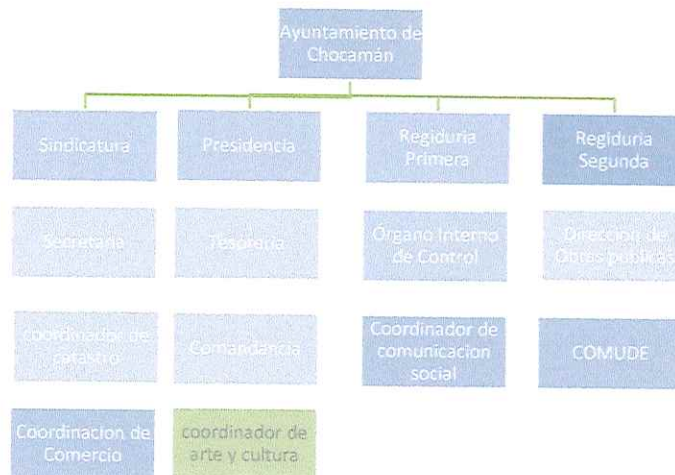 Ayuntamiento de
Chocamán
Sindicatura
Presidencia
Regiduria
Primera
Regiduria
Segunda
Secretaria
Tesoreria
Órgano Interno
de Control
Dirección de
Obras publicas
coordinador de
catastro
Comandancia
Coordinador de
comunicacion
social
COMUDE
Coordinacion de
Comercio
coordinador de
arte y cultura